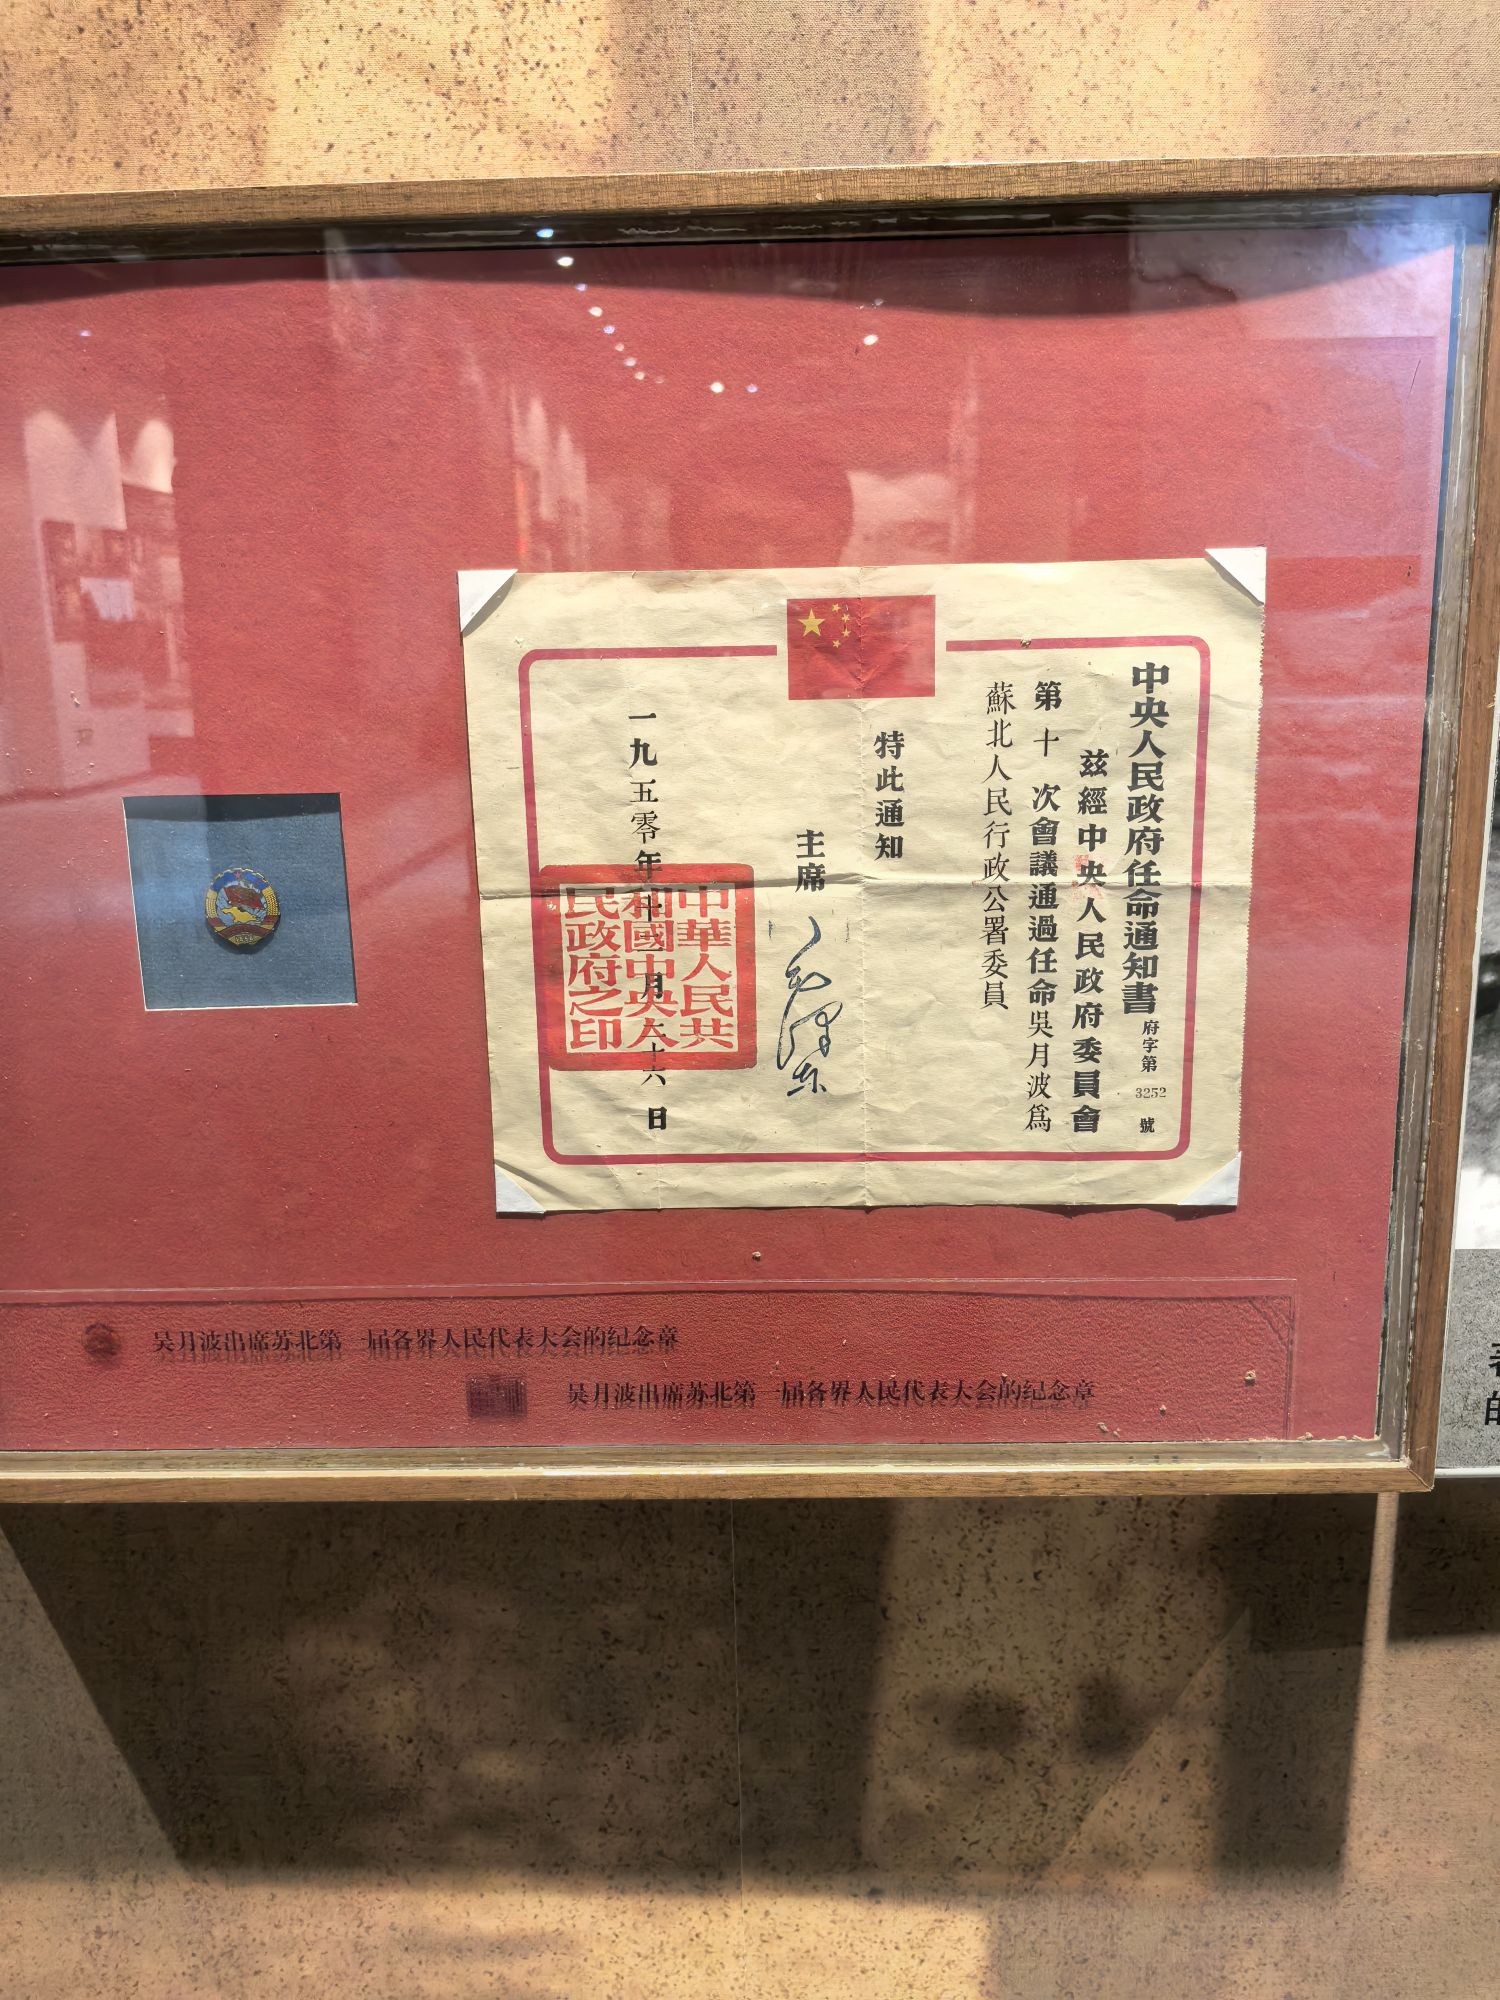 中央人民政府任命通知書
府字第 3252 號
茲經中央人民政府委員會
第十次會議通過任命吳月波爲
蘇北人民行政公署委員
特此通知
主席 毛澤东
一九五零年十二月二十六日
中華人民共
和國中央人
民政府之印
吴月波出席苏北第一届各界人民代表大会的纪念章
吴月波出席苏北第一届各界人民代表大会的纪念章